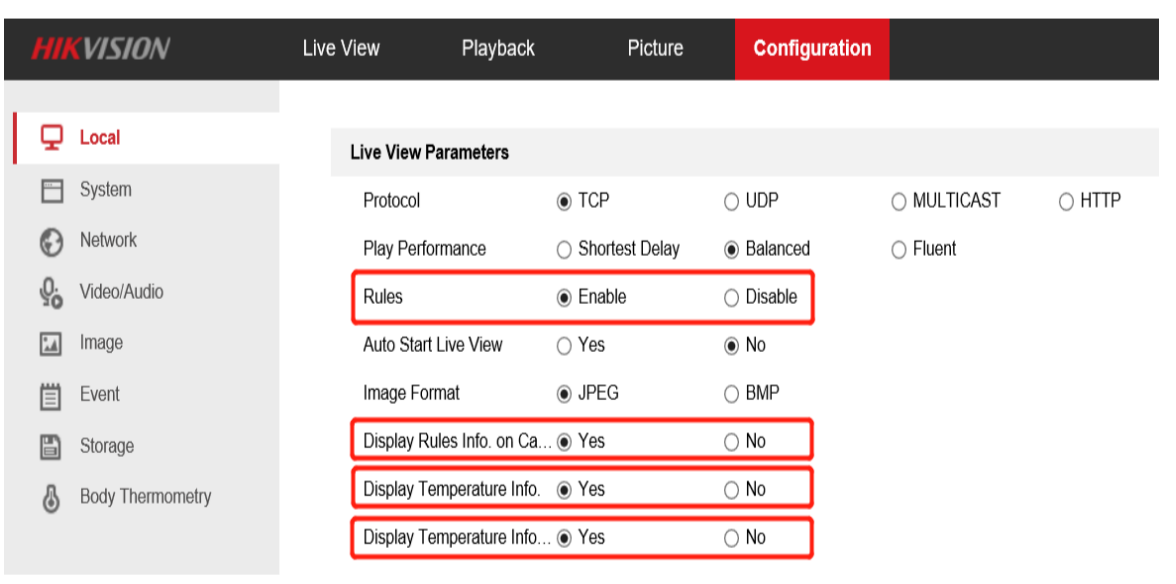 HIKVISION Live View Playback Picture Configuration
Local
System
Network
Video/Audio
Image
Event
Storage
Body Thermometry
Live View Parameters
Protocol TCP UDP MULTICAST HTTP
Play Performance Shortest Delay Balanced Fluent
Rules Enable Disable
Auto Start Live View Yes No
Image Format JPEG BMP
Display Rules Info. on Ca... Yes No
Display Temperature Info. Yes No
Display Temperature Info... Yes No